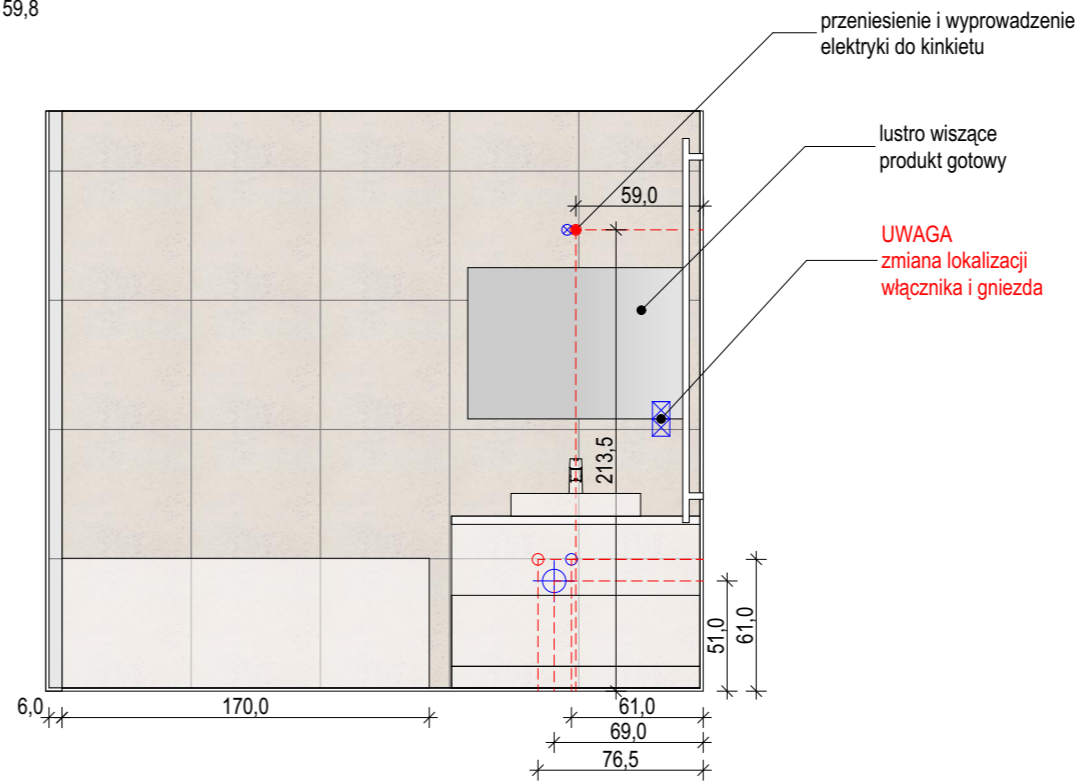 59,8
przeniesienie i wyprowadzenie
elektryki do kinkietu
lustro wiszące
produkt gotowy
59,0
UWAGA
zmiana lokalizacji
włącznika i gniazda
213,5
51,0
61,0
6,0
170,0
61,0
69,0
76,5